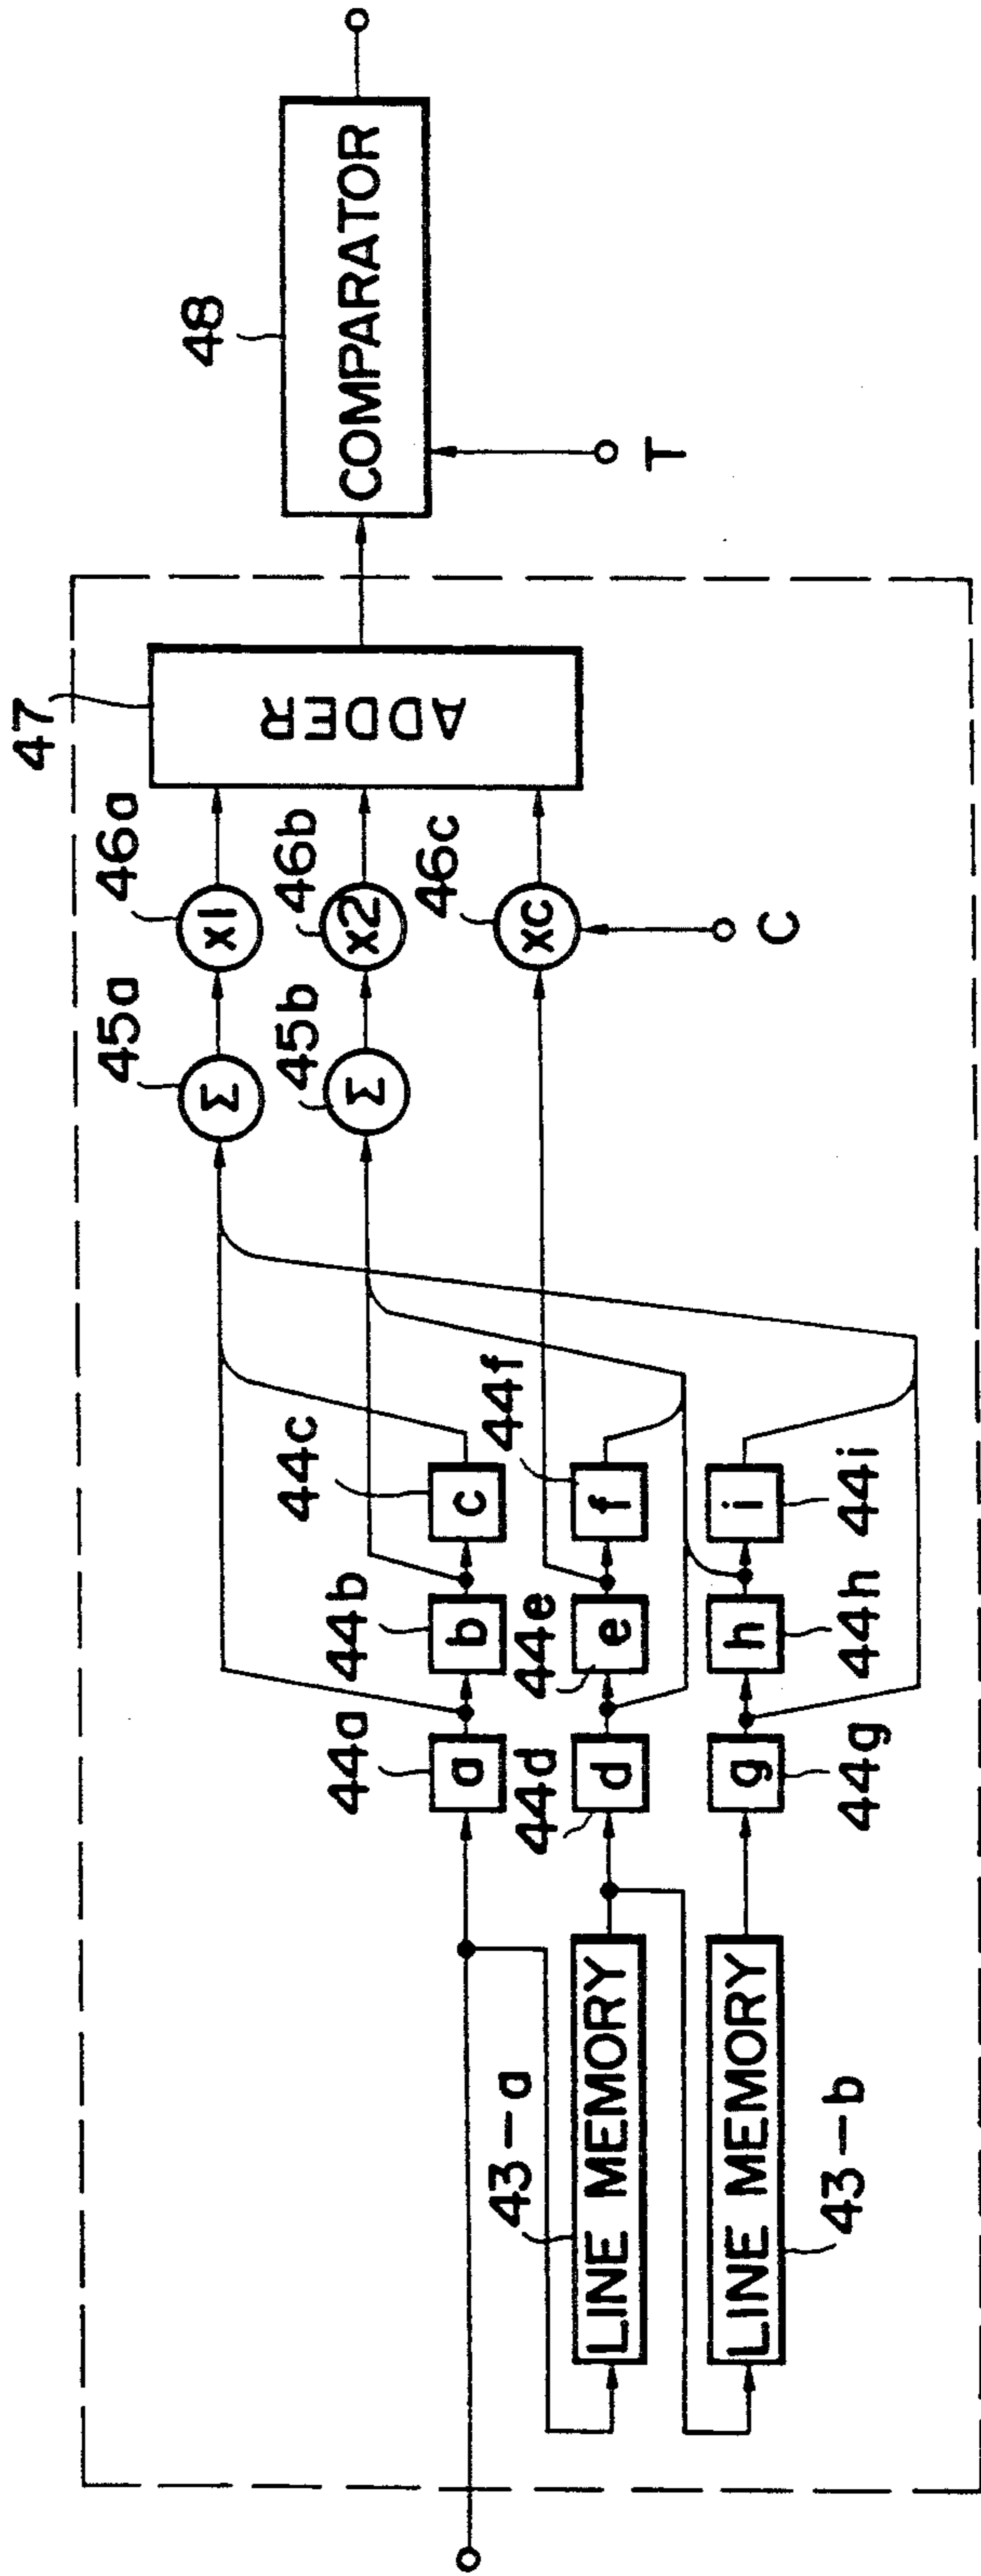 47
ADDER
48
COMPARATOR
T
45a
Σ
46a
x1
45b
Σ
46b
x2
46c
xc
C
44a
a
44b
b
44c
c
44d
d
44e
e
44f
f
44g
g
44h
h
44i
i
43-a
LINE MEMORY
LINE MEMORY
43-b